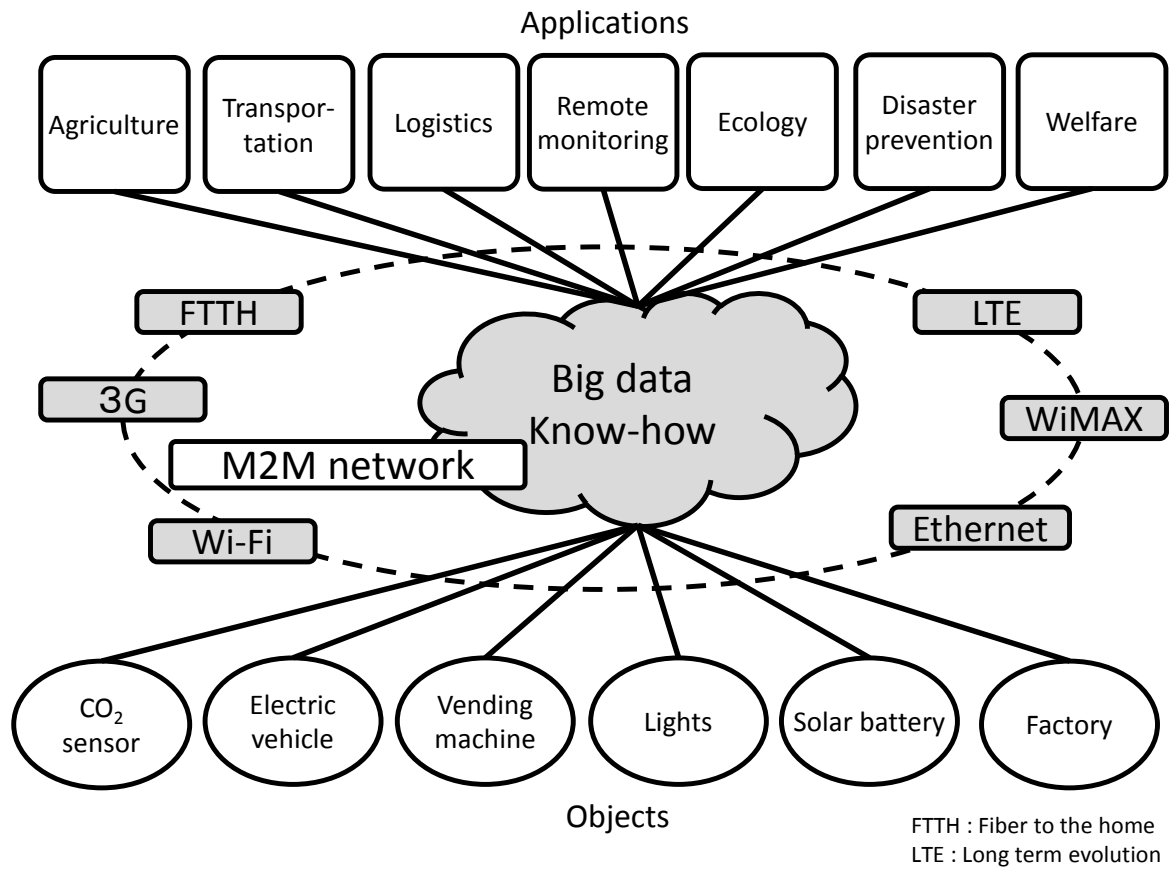 Applications
Agriculture
Transpor-
tation
Logistics
Remote
monitoring
Ecology
Disaster
prevention
Welfare
FTTH
LTE
3G
Big data
Know-how
WiMAX
M2M network
Wi-Fi
Ethernet
CO₂
sensor
Electric
vehicle
Vending
machine
Lights
Solar battery
Factory
Objects
FTTH : Fiber to the home
LTE : Long term evolution